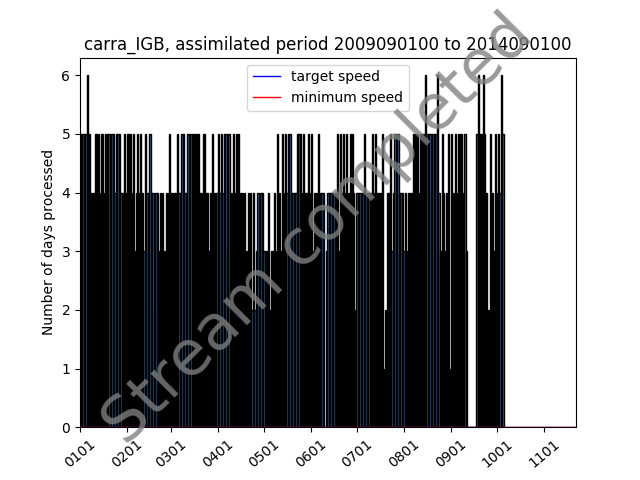 carra_IGB, assimilated period 2009090100 to 2014090100
target speed
minimum speed
Number of days processed
6
5
4
3
2
1
0
0101 0201 0301 0401 0501 0601 0701 0801 0901 1001 1101
Stream completed